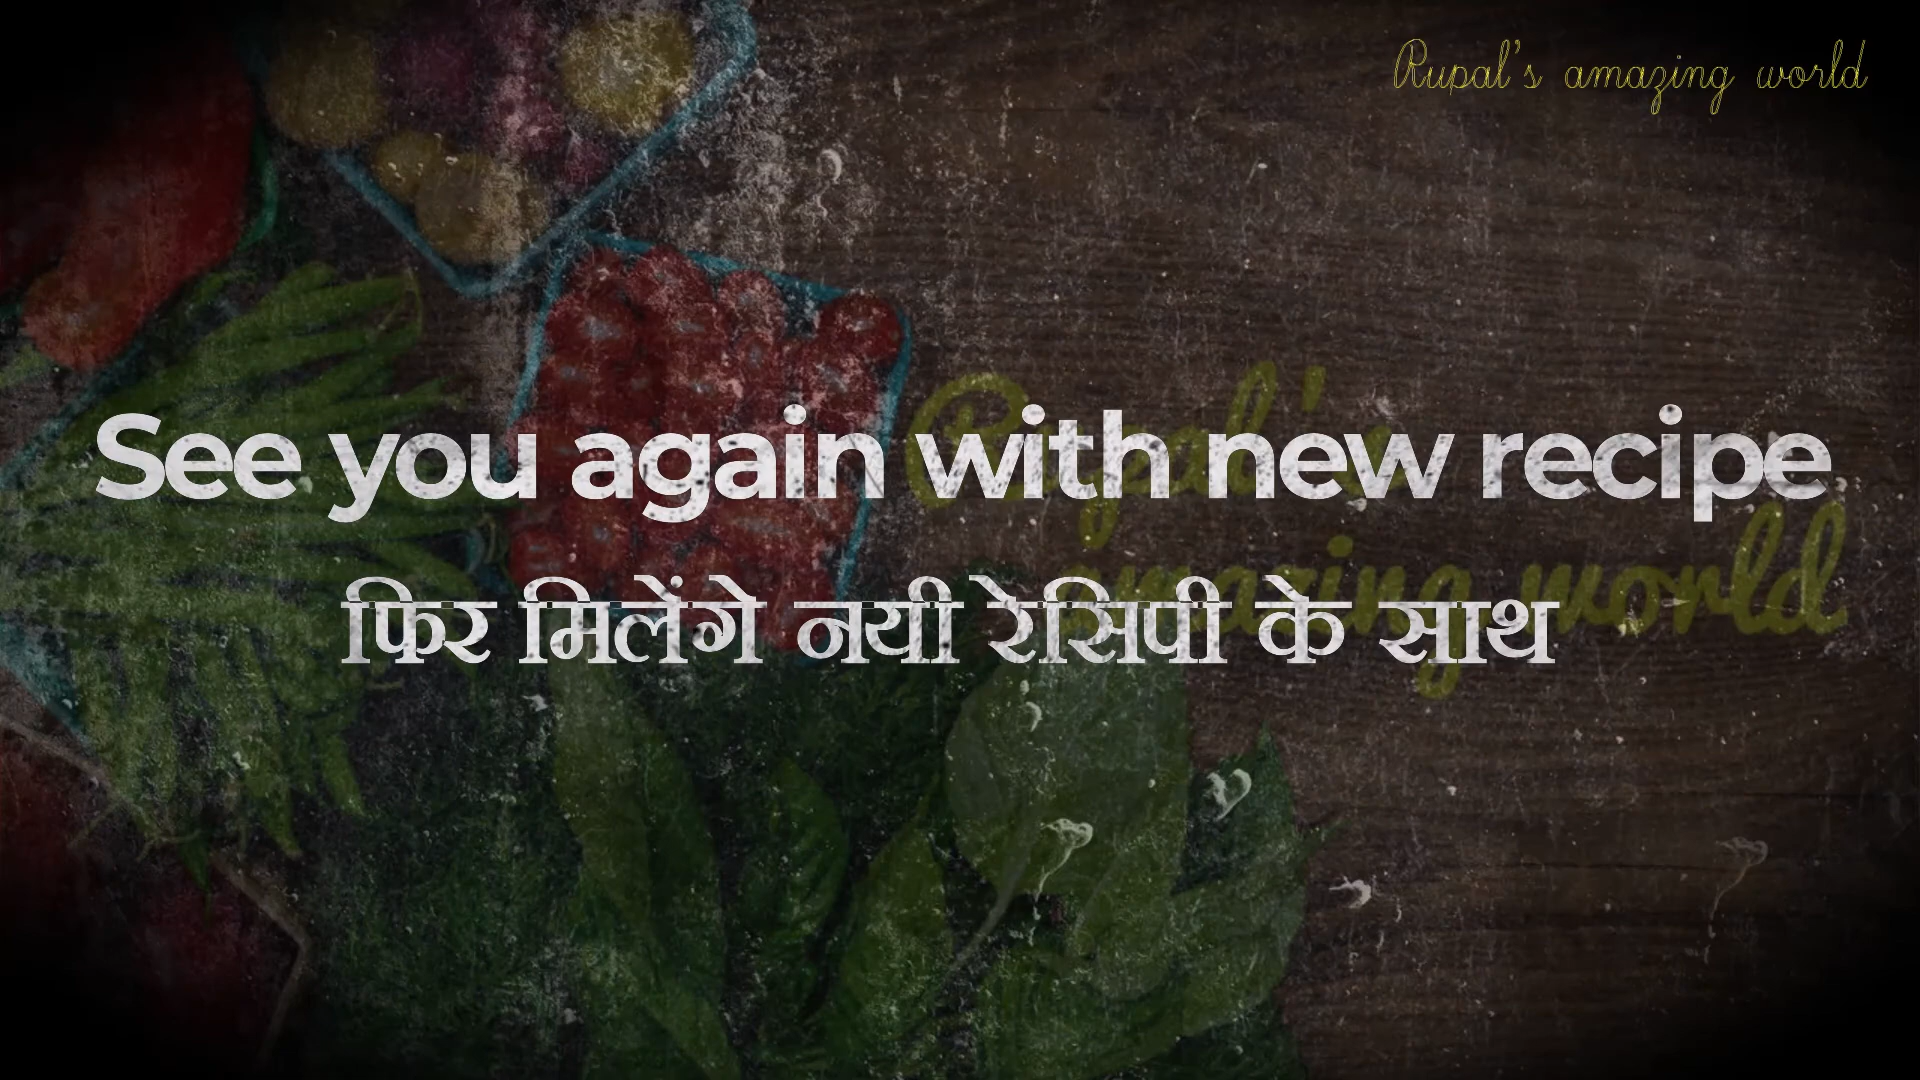 Rupal's amazing world
See you again with new recipe
फिर मिलेंगे नयी रेसिपी के साथ
Rupal's
amazing world